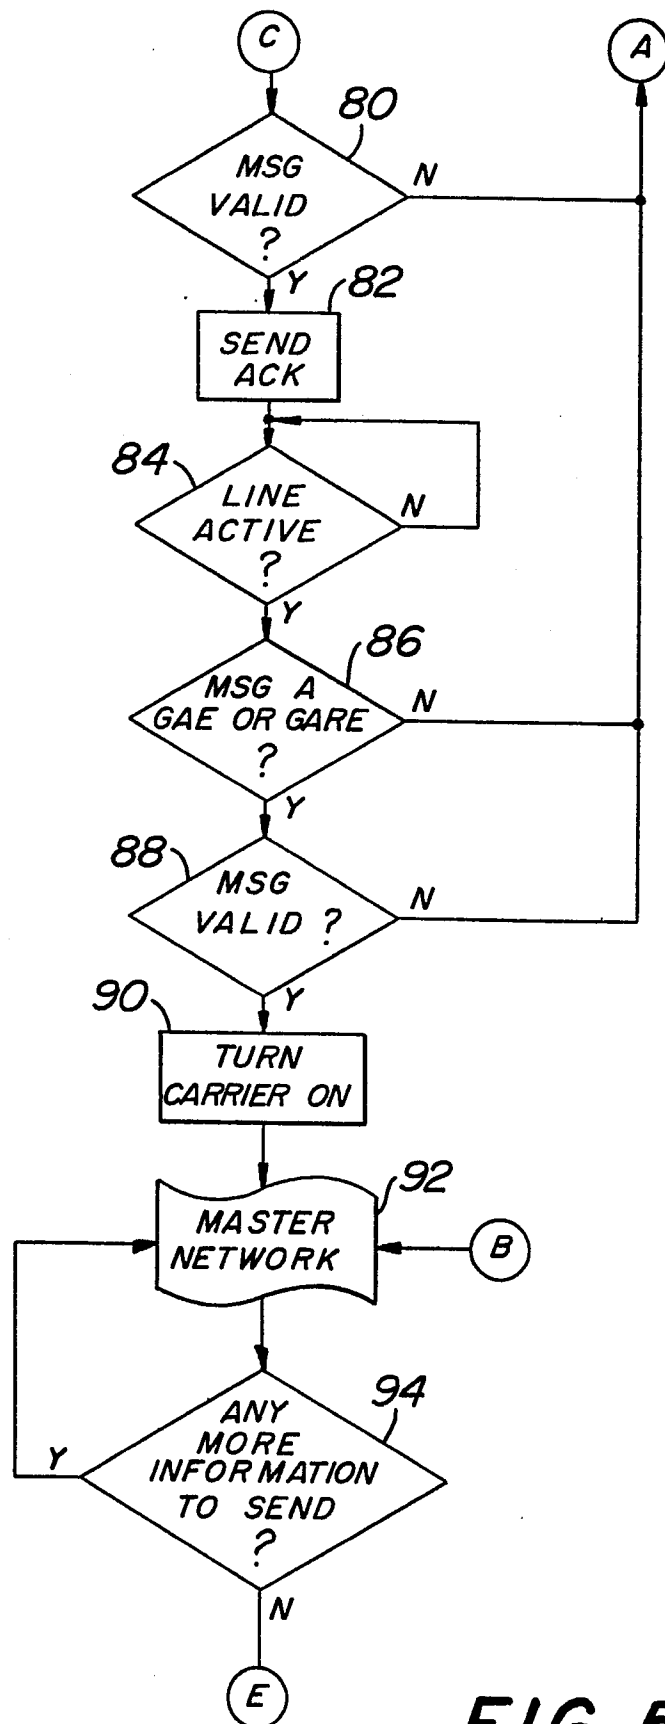 C
A
80
MSG
VALID
?
N
Y
82
SEND
ACK
84
LINE
ACTIVE
?
N
Y
86
MSG A
GAE OR GARE
?
N
Y
88
MSG
VALID ?
N
Y
90
TURN
CARRIER ON
92
MASTER
NETWORK
B
94
ANY
MORE
INFORMATION
TO SEND
?
Y
N
E